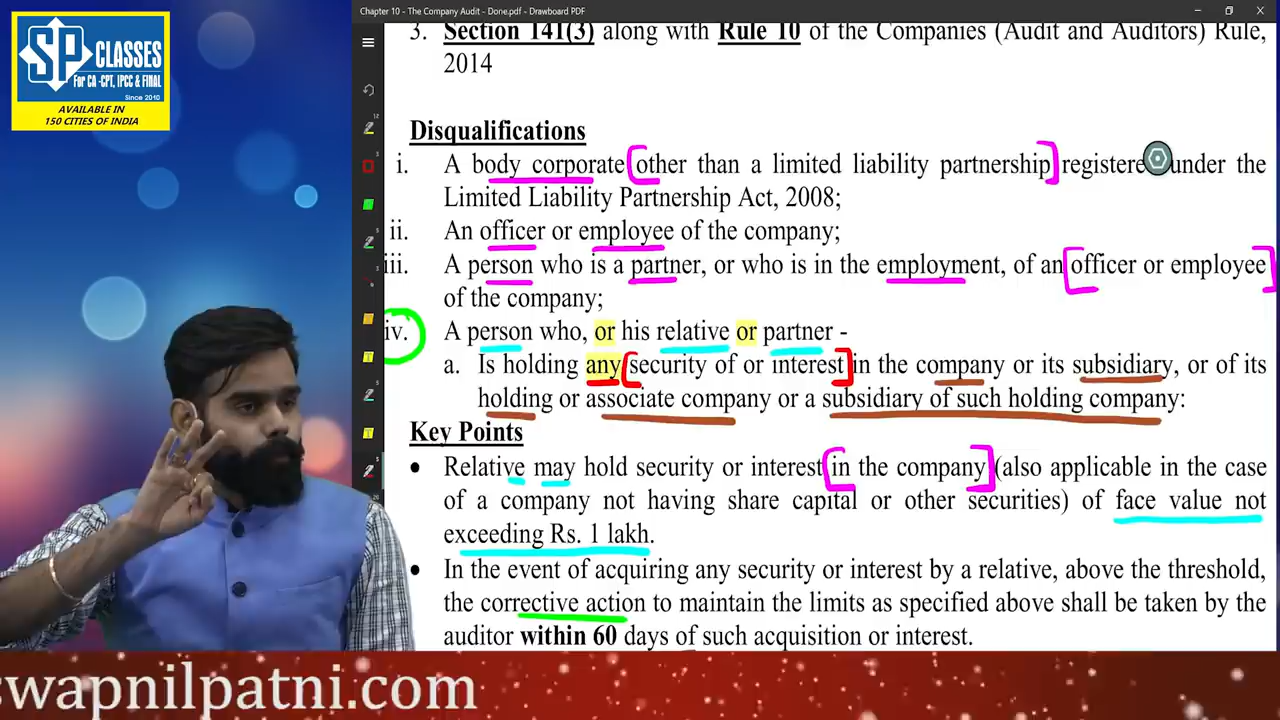 Chapter 10 - The Company Audit - Done.pdf - Drawboard PDF
SP
CLASSES
For CA -CPT, IPCC & FINAL
Since 2010
AVAILABLE IN
150 CITIES OF INDIA
3. Section 141(3) along with Rule 10 of the Companies (Audit and Auditors) Rule,
2014
Disqualifications
i. A body corporate other than a limited liability partnership registere under the
Limited Liability Partnership Act, 2008;
ii. An officer or employee of the company;
iii. A person who is a partner, or who is in the employment, of an officer or employee
of the company;
iv. A person who, or his relative or partner -
a. Is holding any security of or interest in the company or its subsidiary, or of its
holding or associate company or a subsidiary of such holding company:
Key Points
• Relative may hold security or interest in the company (also applicable in the case
of a company not having share capital or other securities) of face value not
exceeding Rs. 1 lakh.
• In the event of acquiring any security or interest by a relative, above the threshold,
the corrective action to maintain the limits as specified above shall be taken by the
auditor within 60 days of such acquisition or interest.
swapnilpatni.com